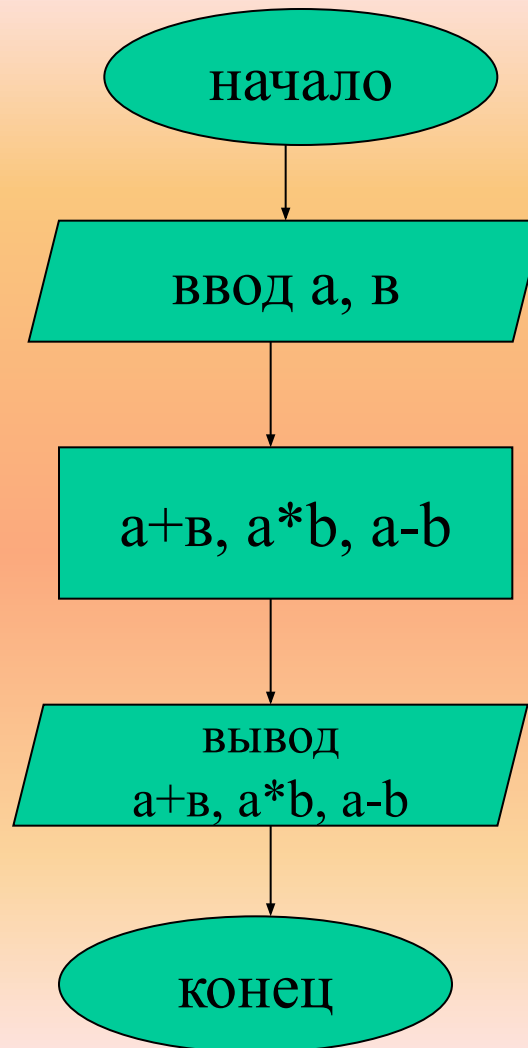 начало
ввод а, в
а+в, a*b, a-b
вывод
а+в, a*b, a-b
конец